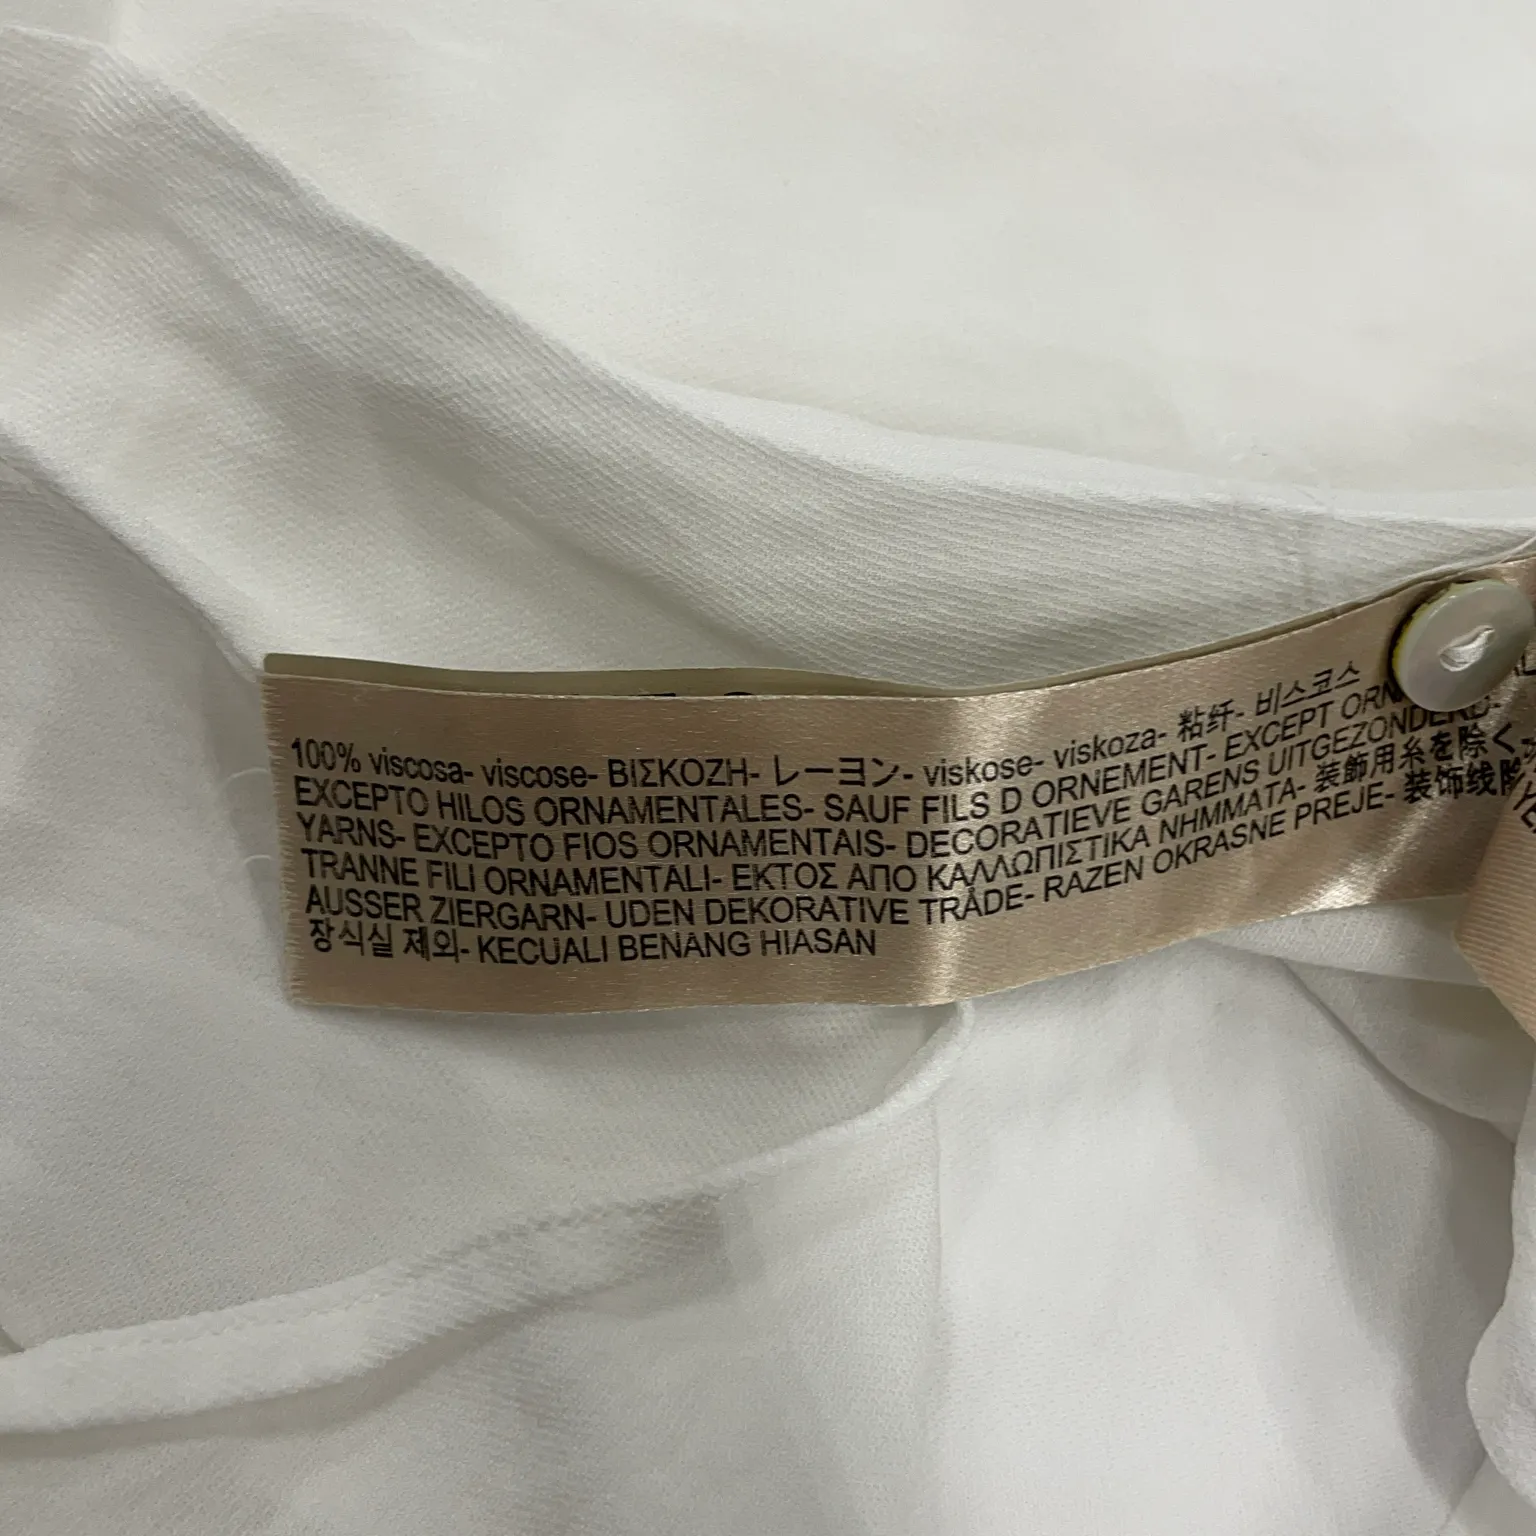 100% viscosa- viscose- ΒΙΣΚΟΖΗ- レーヨン- viskose- viskoza- 粘纤- 비스코스
EXCEPTO HILOS ORNAMENTALES- SAUF FILS D ORNEMENT- EXCEPT
YARNS- EXCEPTO FIOS ORNAMENTAIS- DECORATIEVE GARENS UITGEZONDERD-
TRANNE FILI ORNAMENTALI- ΕΚΤΟΣ ΑΠΟ ΚΑΛΛΩΠΙΣΤΙΚΑ ΝΗΜΜΑΤΑ- 装飾用糸を除く
AUSSER ZIERGARN- UDEN DEKORATIVE TRÅDE- RAZEN OKRASNE PREJE- 装饰线除
장식실 제외- KECUALI BENANG HIASAN